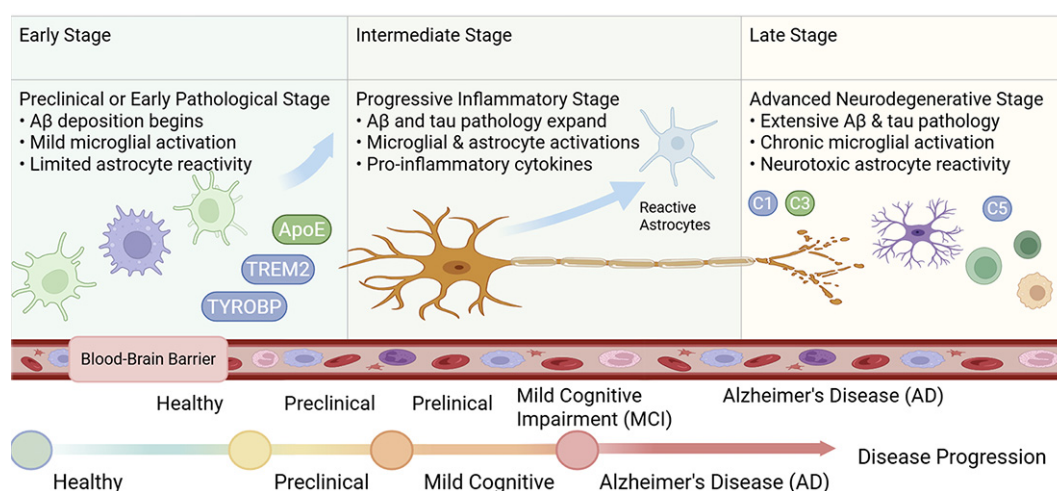 Early Stage
Intermediate Stage
Late Stage
Preclinical or Early Pathological Stage
• Aβ deposition begins
• Mild microglial activation
• Limited astrocyte reactivity
ApoE
TREM2
TYROBP
Progressive Inflammatory Stage
• Aβ and tau pathology expand
• Microglial & astrocyte activations
• Pro-inflammatory cytokines
Reactive
Astrocytes
Advanced Neurodegenerative Stage
• Extensive Aβ & tau pathology
• Chronic microglial activation
• Neurotoxic astrocyte reactivity
C1
C3
C5
Blood-Brain Barrier
Healthy
Preclinical
Prelinical
Mild Cognitive
Impairment (MCI)
Alzheimer's Disease (AD)
Disease Progression
Healthy
Preclinical
Mild Cognitive
Alzheimer's Disease (AD)